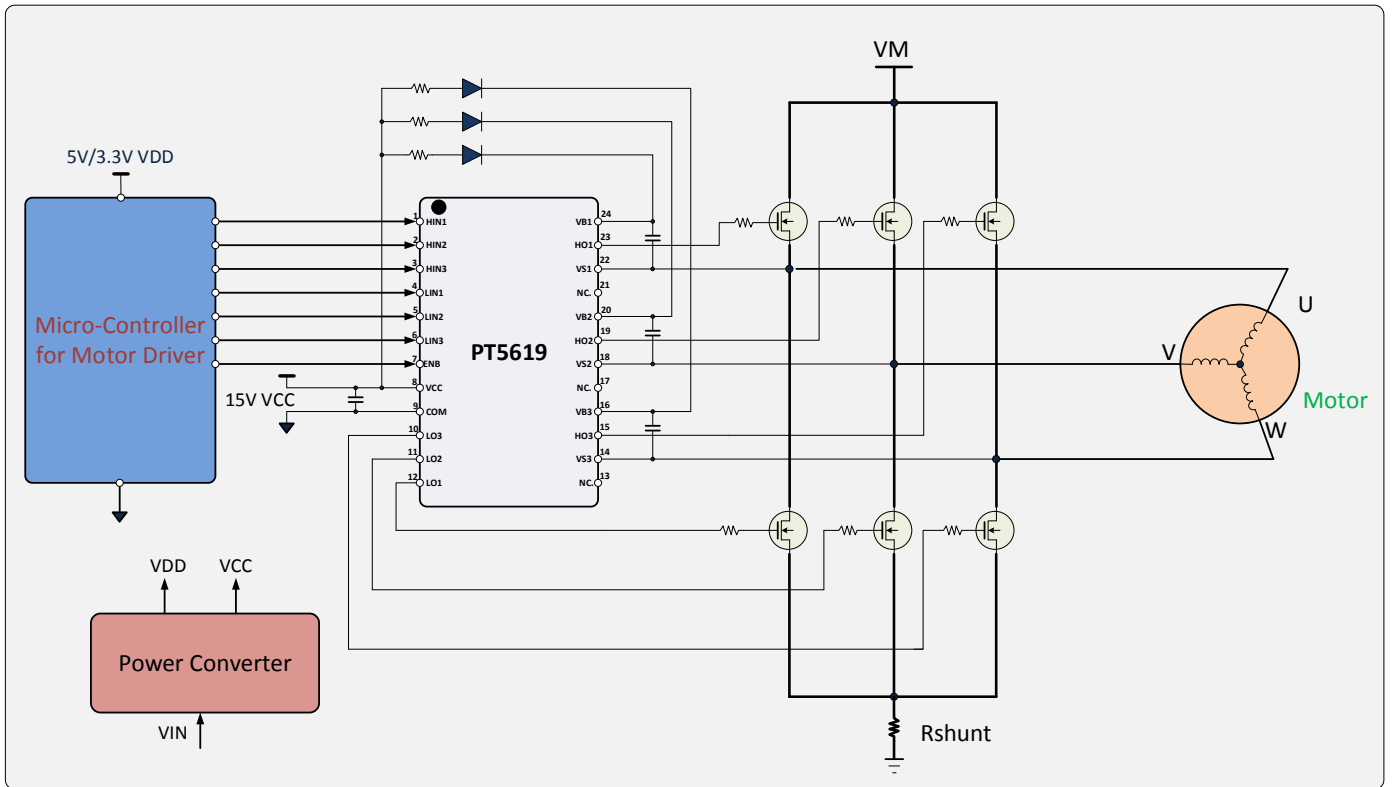 VM
5V/3.3V VDD
Micro-Controller
for Motor Driver
1 HIN1
2 HIN2
3 HIN3
4 LIN1
5 LIN2
6 LIN3
7 ENB
8 VCC
9 COM
10 LO3
11 LO2
12 LO1
15V VCC
PT5619
VB1 24
HO1 23
VS1 22
NC. 21
VB2 20
HO2 19
VS2 18
NC. 17
VB3 16
HO3 15
VS3 14
NC. 13
U
V
W
Motor
VDD
VCC
Power Converter
VIN
Rshunt